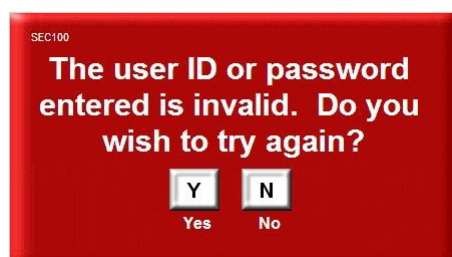 SEC100
The user ID or password
entered is invalid.  Do you
wish to try again?
Y N
Yes No